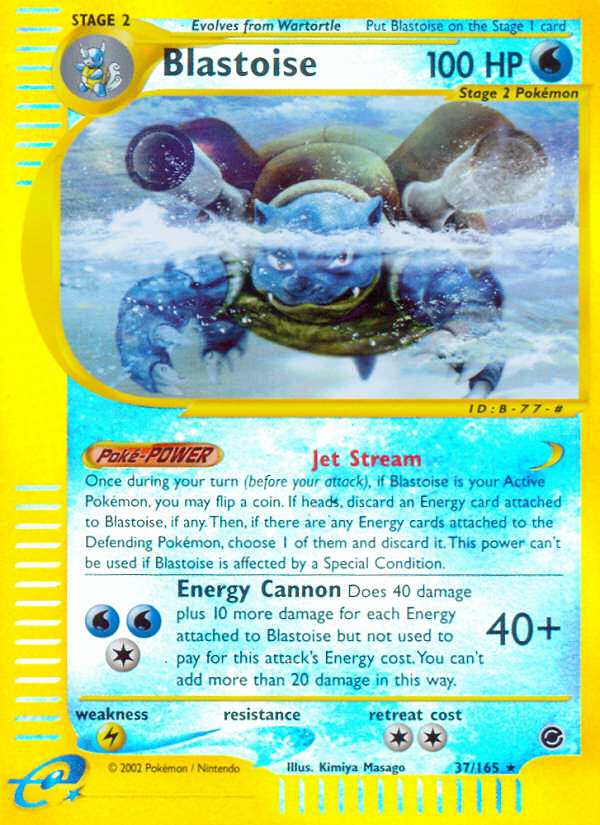 STAGE 2
Evolves from Wartortle Put Blastoise on the Stage 1 card
Blastoise 100 HP
Stage 2 Pokémon
ID:B-77-#
Poké-POWER Jet Stream
Once during your turn (before your attack), if Blastoise is your Active
Pokémon, you may flip a coin. If heads, discard an Energy card attached
to Blastoise, if any. Then, if there are any Energy cards attached to the
Defending Pokémon, choose 1 of them and discard it. This power can't
be used if Blastoise is affected by a Special Condition.
Energy Cannon Does 40 damage
plus 10 more damage for each Energy
attached to Blastoise but not used to
pay for this attack's Energy cost. You can't
add more than 20 damage in this way.
40+
weakness resistance retreat cost
© 2002 Pokémon / Nintendo Illus. Kimiya Masago 37/165 ★
e